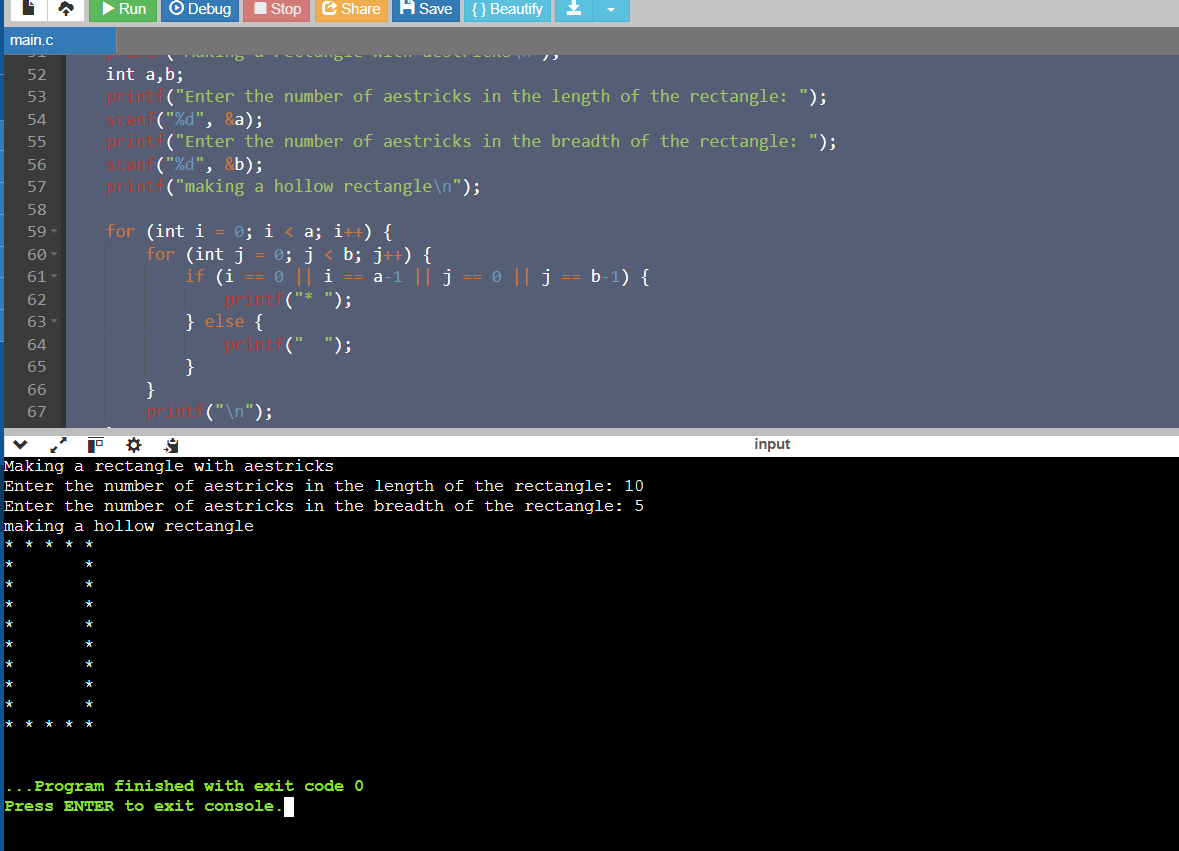 Run Debug Stop Share Save { } Beautify
main.c
52 int a,b;
53 printf("Enter the number of aestricks in the length of the rectangle: ");
54 scanf("%d", &a);
55 printf("Enter the number of aestricks in the breadth of the rectangle: ");
56 scanf("%d", &b);
57 printf("making a hollow rectangle\n");
58
59 for (int i = 0; i < a; i++) {
60 for (int j = 0; j < b; j++) {
61 if (i == 0 || i == a-1 || j == 0 || j == b-1) {
62 printf("* ");
63 } else {
64 printf("  ");
65 }
66 }
67 printf("\n");
input
Making a rectangle with aestricks
Enter the number of aestricks in the length of the rectangle: 10
Enter the number of aestricks in the breadth of the rectangle: 5
making a hollow rectangle
* * * * *
*       *
*       *
*       *
*       *
*       *
*       *
*       *
*       *
* * * * *
...Program finished with exit code 0
Press ENTER to exit console.